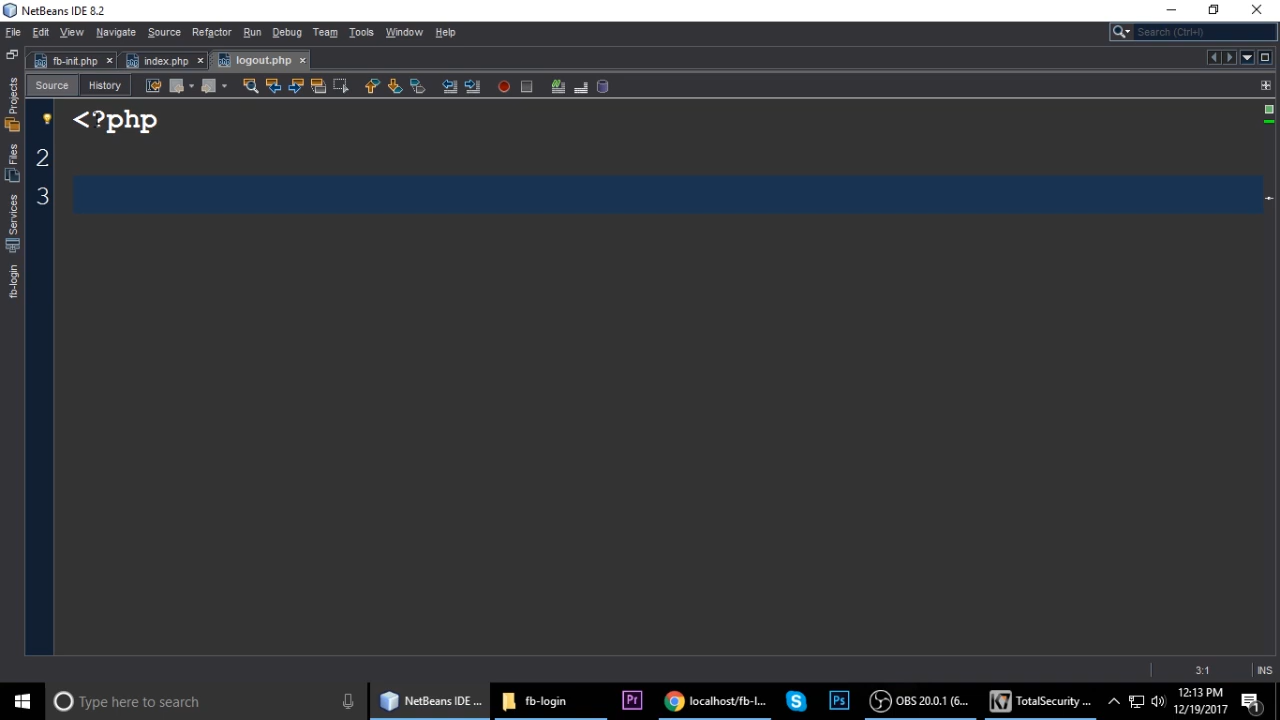 NetBeans IDE 8.2
File Edit View Navigate Source Refactor Run Debug Team Tools Window Help
Search (Ctrl+I)
fb-init.php index.php logout.php
Source History
Projects
Files
Services
fb-login
<?php
2
3
3:1 INS
Type here to search
NetBeans IDE ...
fb-login
Pr
localhost/fb-l...
Ps
OBS 20.0.1 (6...
TotalSecurity ...
12:13 PM
12/19/2017
1